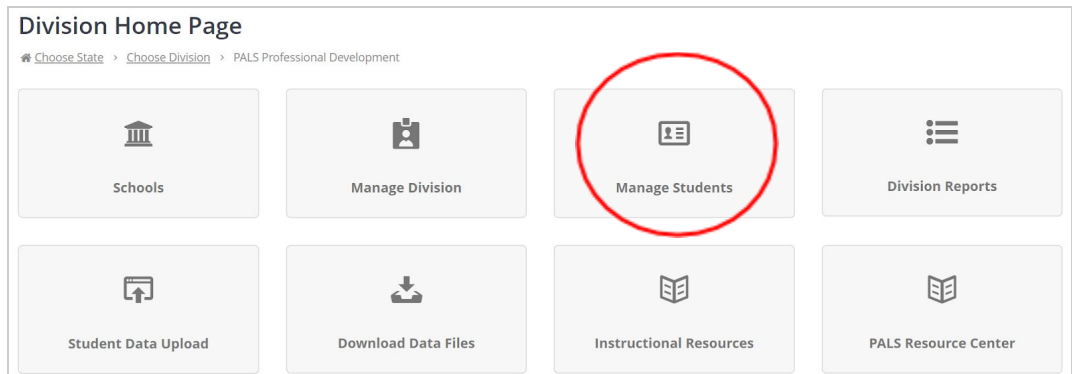 Division Home Page
Choose State > Choose Division > PALS Professional Development
Schools
Manage Division
Manage Students
Division Reports
Student Data Upload
Download Data Files
Instructional Resources
PALS Resource Center